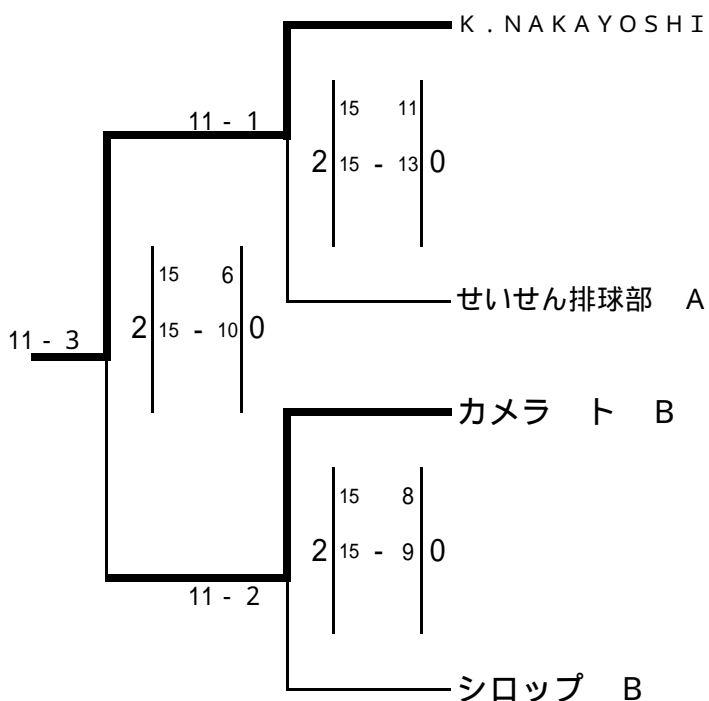 K．NAKAYOSHI
15 11
11 - 1
2 15 - 13 0
15 6
せいせん排球部　A
2 15 - 10 0
11 - 3
カメラ　ト　B
15 8
2 15 - 9 0
11 - 2
シロップ　B